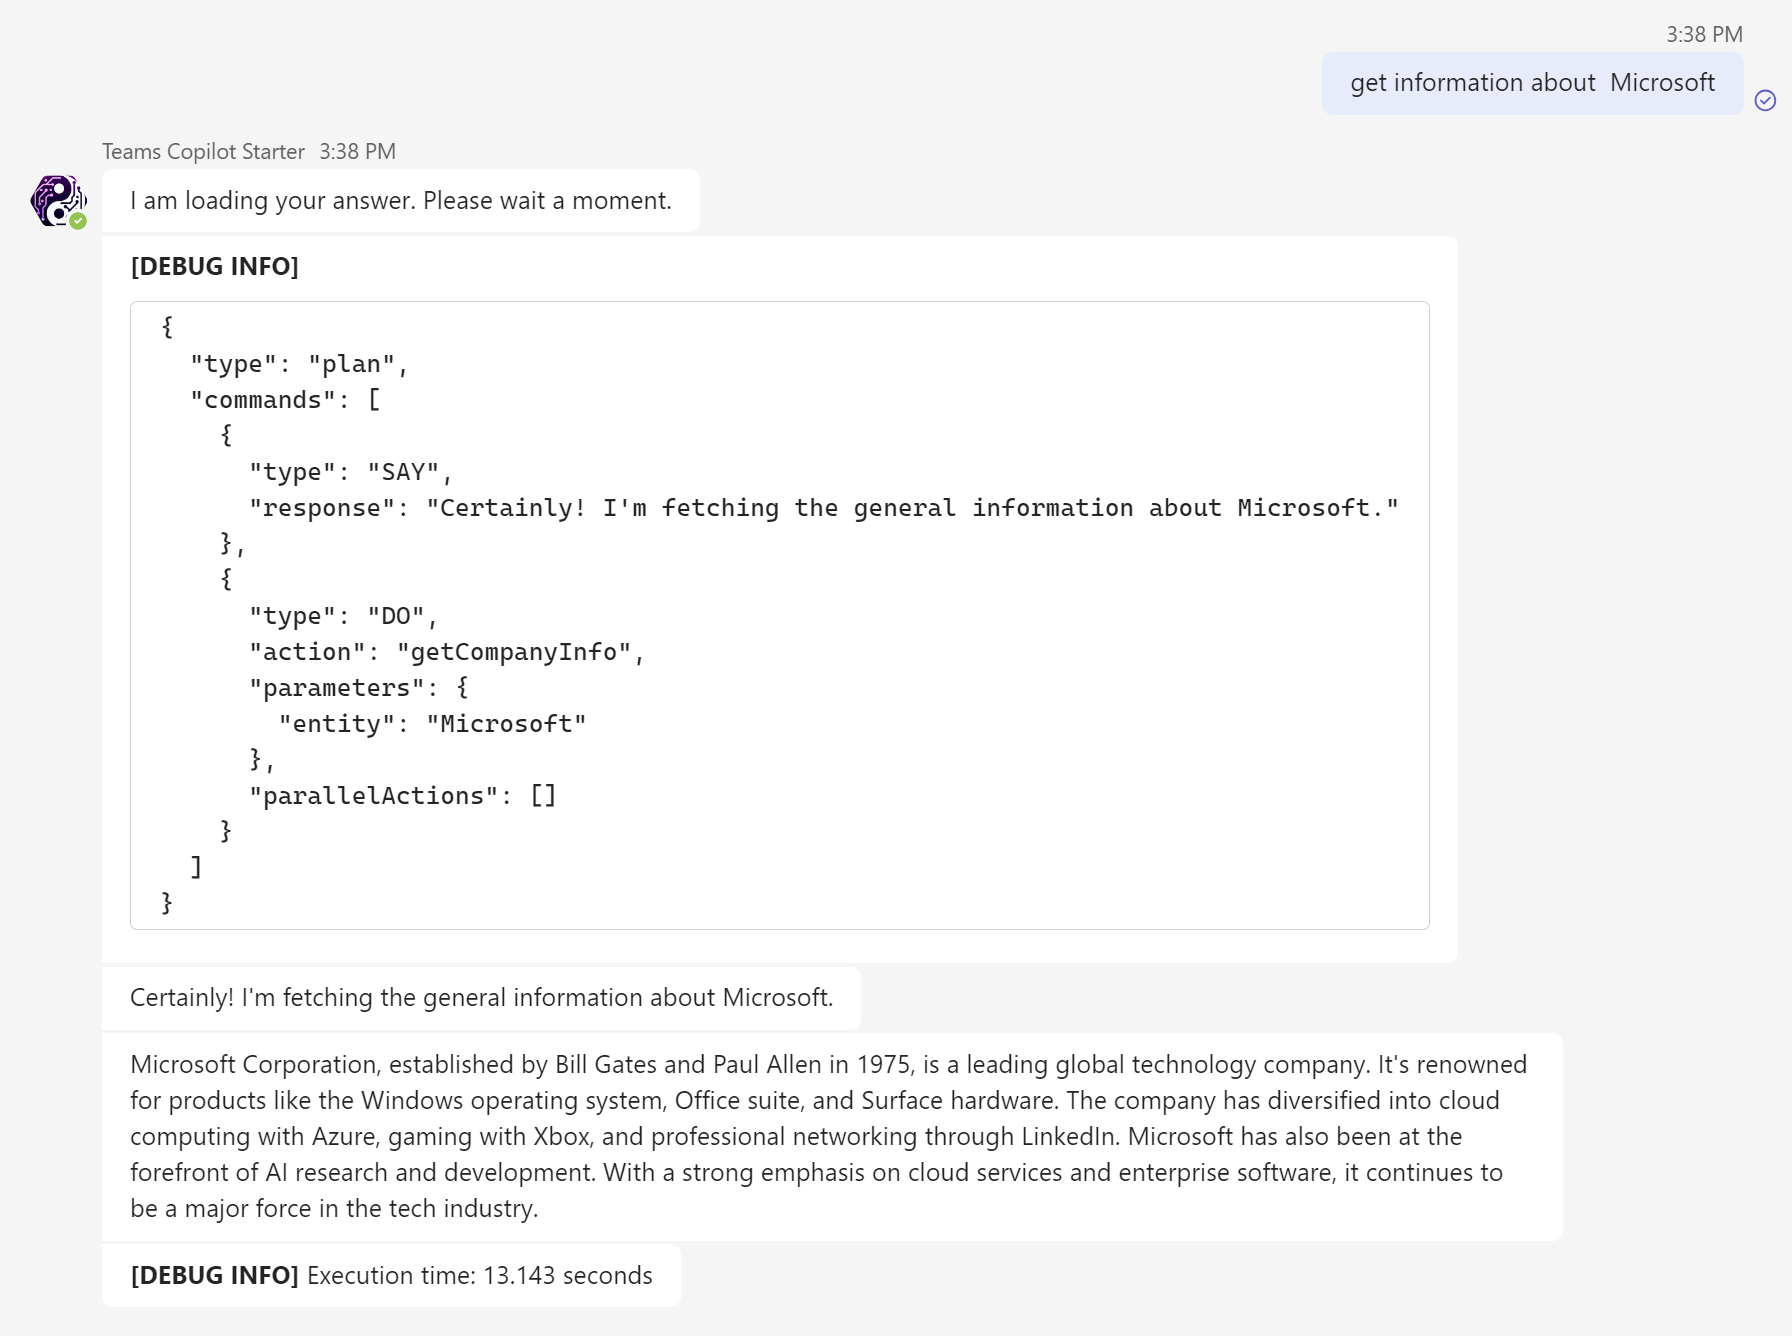 3:38 PM
get information about  Microsoft
Teams Copilot Starter 3:38 PM
I am loading your answer. Please wait a moment.
[DEBUG INFO]
{
  "type": "plan",
  "commands": [
    {
      "type": "SAY",
      "response": "Certainly! I'm fetching the general information about Microsoft."
    },
    {
      "type": "DO",
      "action": "getCompanyInfo",
      "parameters": {
        "entity": "Microsoft"
      },
      "parallelActions": []
    }
  ]
}
Certainly! I'm fetching the general information about Microsoft.
Microsoft Corporation, established by Bill Gates and Paul Allen in 1975, is a leading global technology company. It's renowned
for products like the Windows operating system, Office suite, and Surface hardware. The company has diversified into cloud
computing with Azure, gaming with Xbox, and professional networking through LinkedIn. Microsoft has also been at the
forefront of AI research and development. With a strong emphasis on cloud services and enterprise software, it continues to
be a major force in the tech industry.
[DEBUG INFO] Execution time: 13.143 seconds